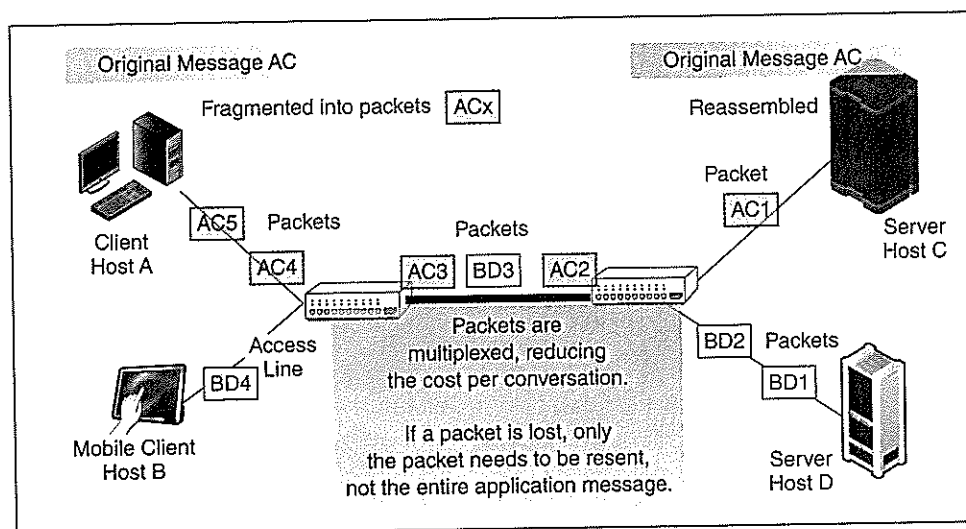 Original Message AC
Original Message AC
Fragmented into packets ACx
Reassembled
Packet
AC1
AC5 Packets
Packets
Client
Host A
Server
Host C
AC4
AC3 BD3 AC2
Packets are
multiplexed, reducing
the cost per conversation.
Access
Line
BD2 Packets
BD4
BD1
If a packet is lost, only
the packet needs to be resent,
not the entire application message.
Mobile Client
Host B
Server
Host D